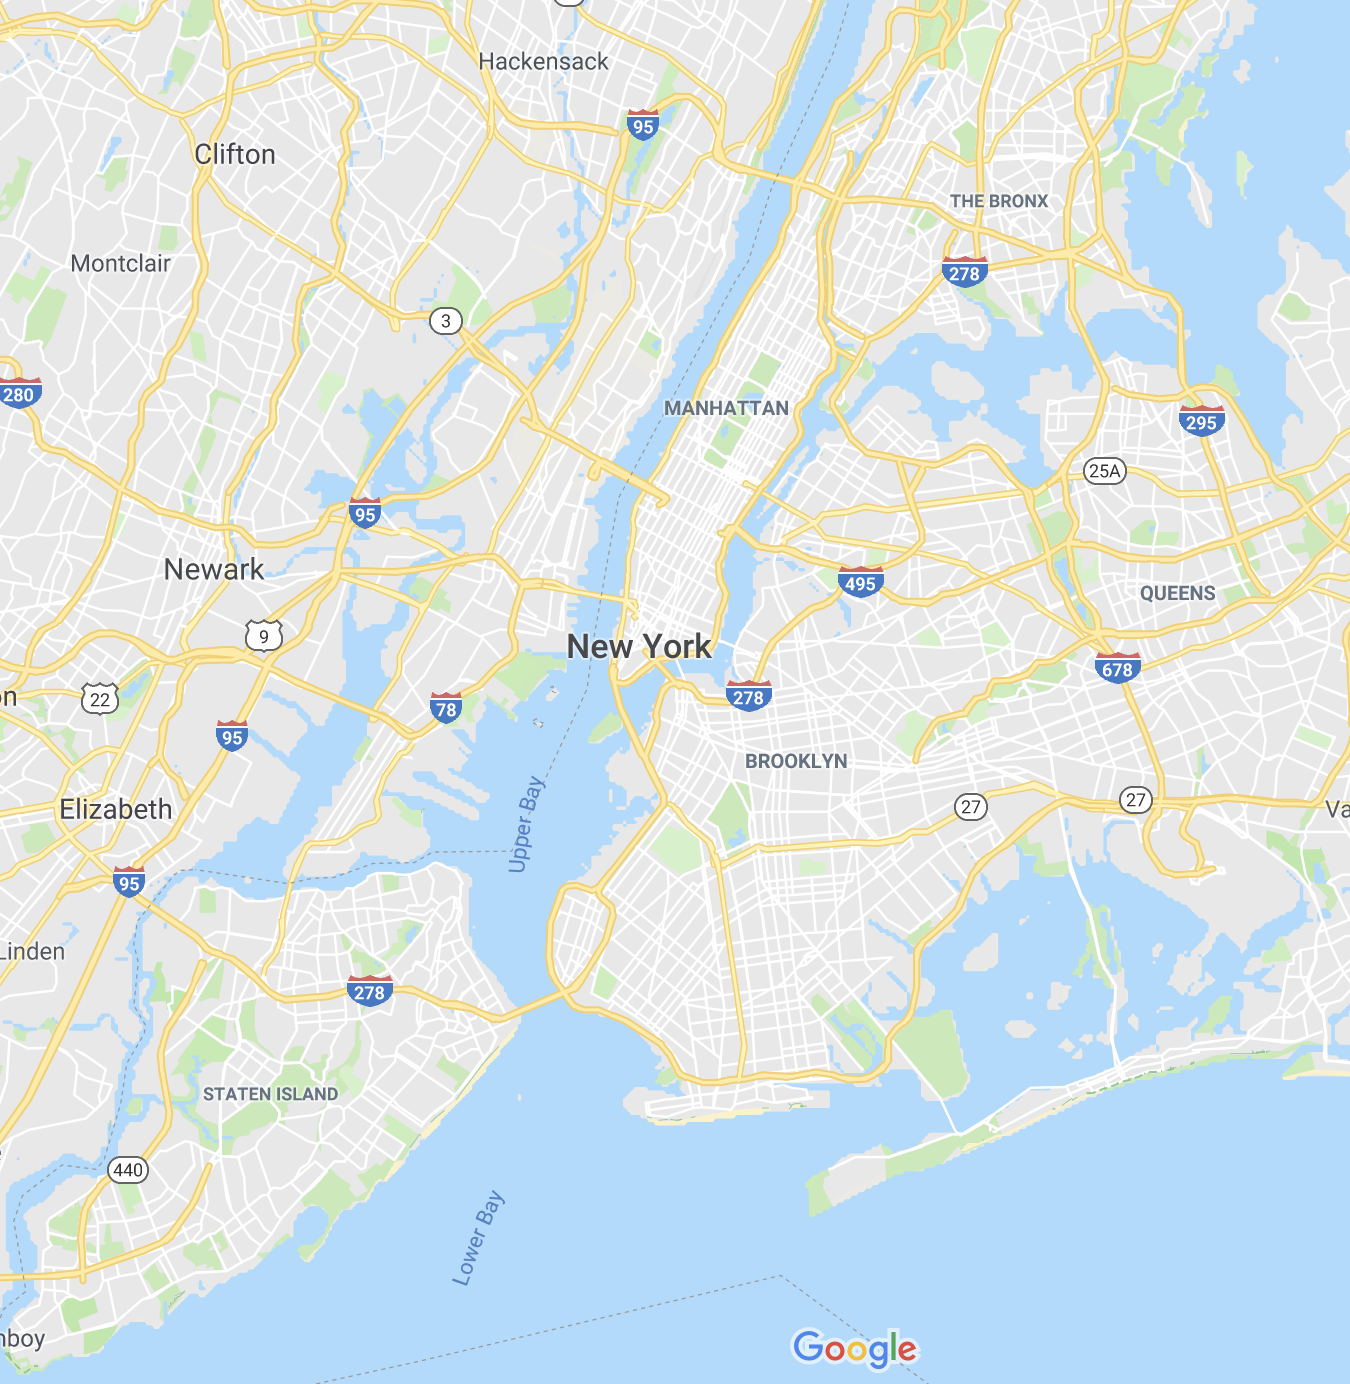 Hackensack
95
Clifton
THE BRONX
Montclair
278
3
280
MANHATTAN
295
25A
95
Newark
495
QUEENS
9
New York
678
22
278
78
95
BROOKLYN
Upper Bay
27
27
Elizabeth
Va
95
Linden
278
STATEN ISLAND
440
Lower Bay
nboy
Google